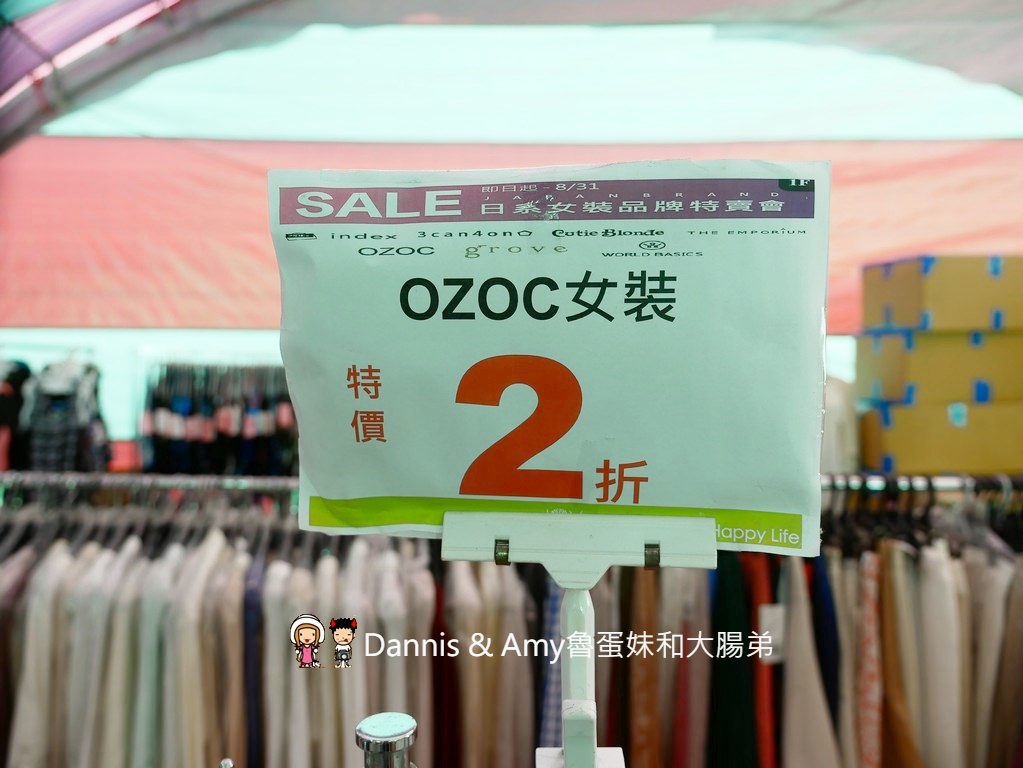 SALE 即日起 - 8/31
JAPAN BRAND
日系女裝品牌特賣會
1F
index 3can4on Cutie Blonde THE EMPORIUM
OZOC grove WORLD BASICS
OZOC女裝
特價
2折
Happy Life
Dannis & Amy魯蛋妹和大腸弟